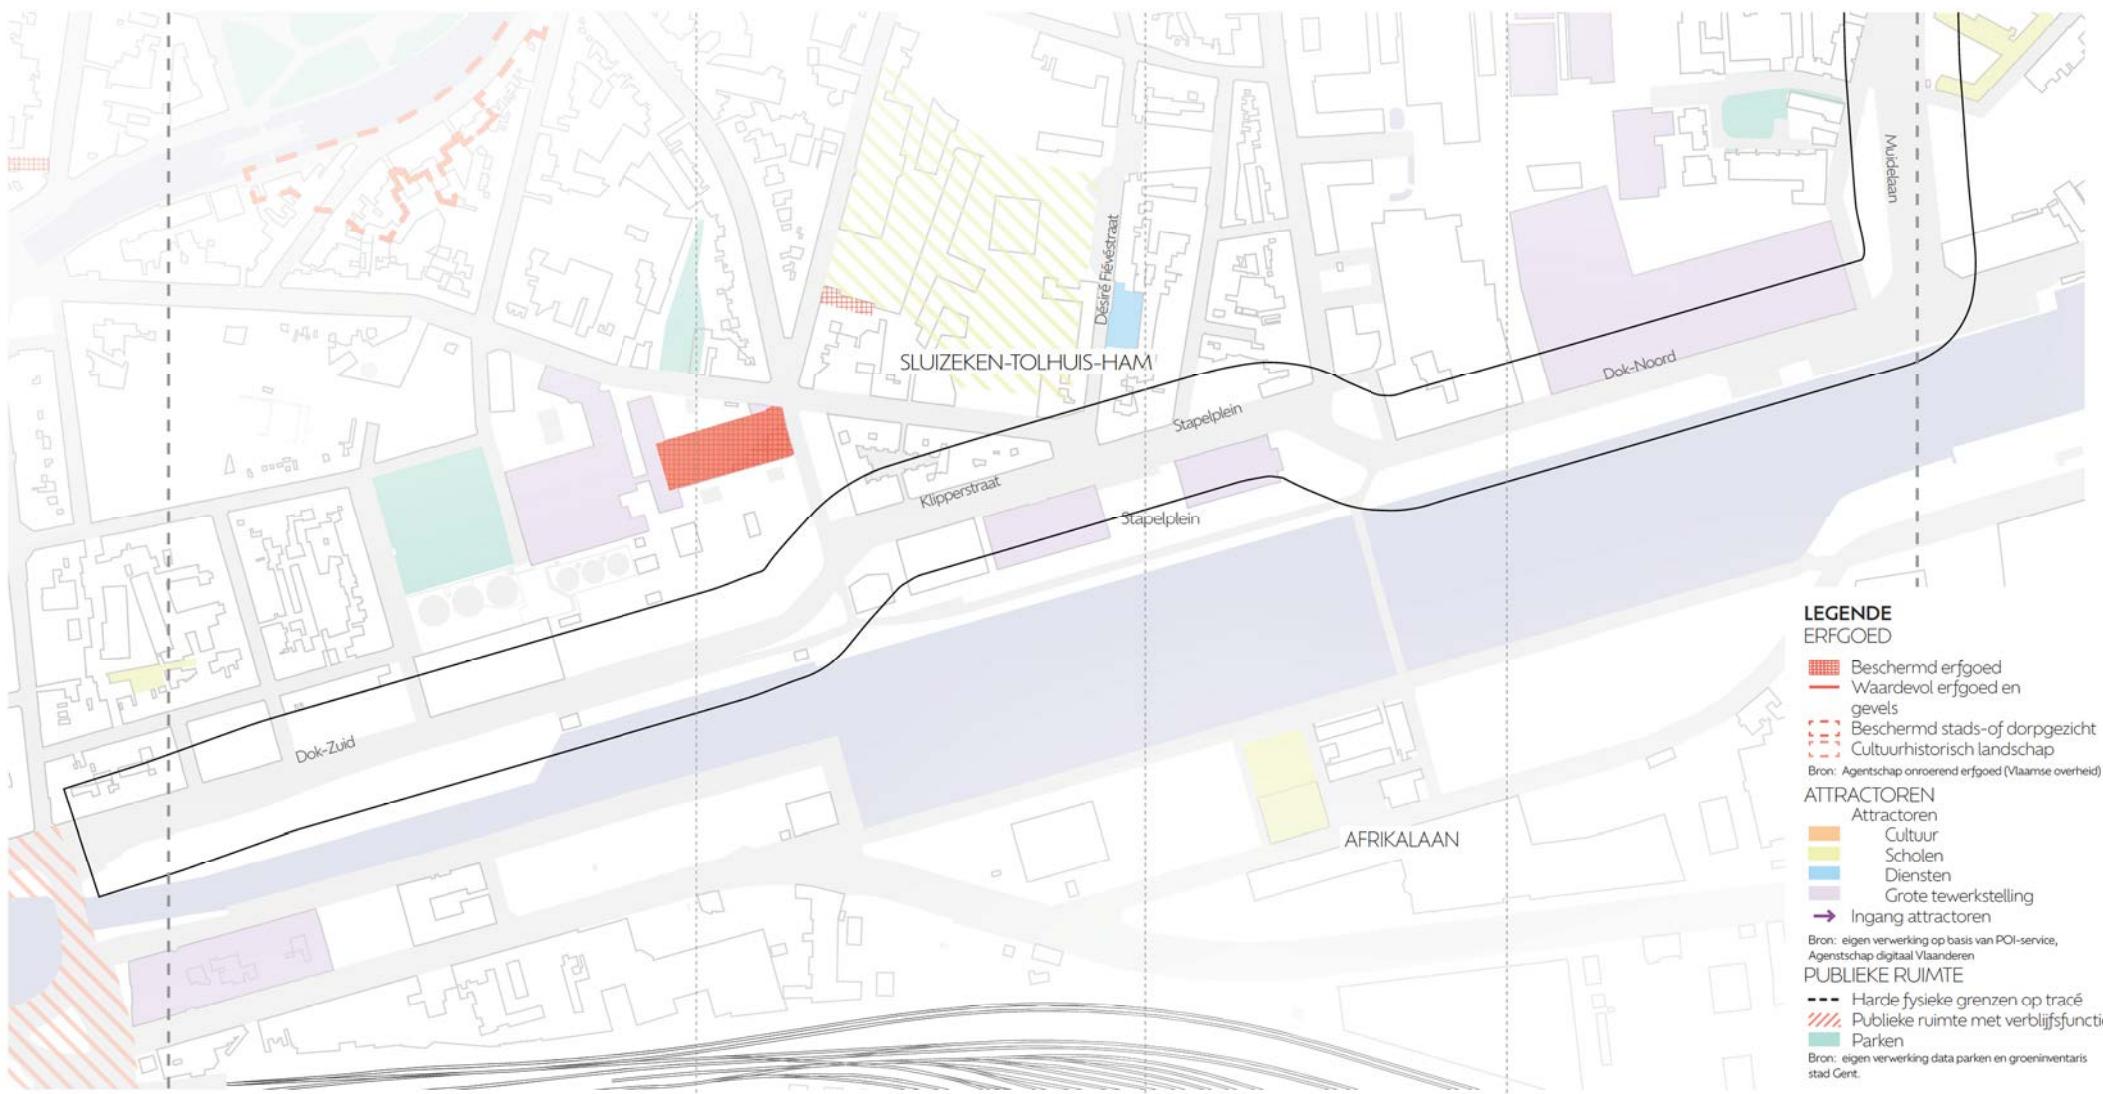 Muidelaan
Désiré Fiévéstraat
SLUIZEKEN-TOLHUIS-HAM
Dok-Noord
Stapelplein
Klipperstraat
Stapelplein
Dok-Zuid
AFRIKALAAN
LEGENDE
ERFGOED
Beschermd erfgoed
Waardevol erfgoed en
gevels
Beschermd stads-of dorpgezicht
Cultuurhistorisch landschap
Bron: Agentschap onroerend erfgoed (Vlaamse overheid)
ATTRACTOREN
Attractoren
Cultuur
Scholen
Diensten
Grote tewerkstelling
Ingang attractoren
Bron: eigen verwerking op basis van POI-service,
Agenstschap digitaal Vlaanderen
PUBLIEKE RUIMTE
Harde fysieke grenzen op tracé
Publieke ruimte met verblijfsfuncti
Parken
Bron: eigen verwerking data parken en groeninventaris
stad Gent.